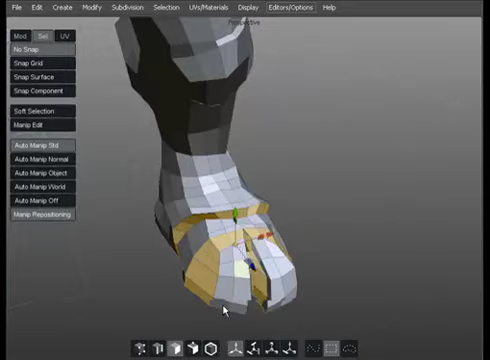 File Edit Create Modify Subdivision Selection UVs/Materials Display Editors/Options Help
Perspective
Mod Sel UV
No Snap
Snap Grid
Snap Surface
Snap Component
Soft Selection
Manip Edit
Auto Manip Std
Auto Manip Normal
Auto Manip Object
Auto Manip World
Auto Manip Off
Manip Repositioning